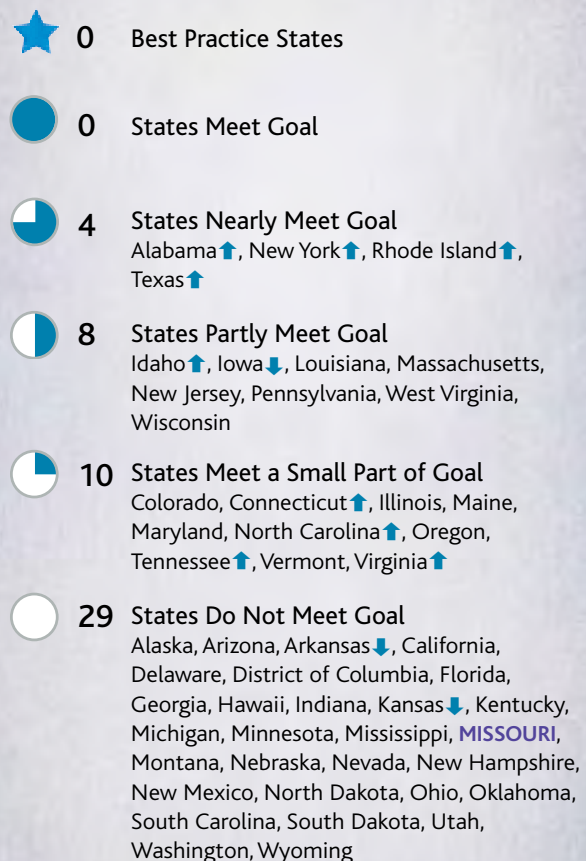 0 Best Practice States
0 States Meet Goal
4 States Nearly Meet Goal
Alabama⬆, New York⬆, Rhode Island⬆,
Texas⬆
8 States Partly Meet Goal
Idaho⬆, Iowa⬇, Louisiana, Massachusetts,
New Jersey, Pennsylvania, West Virginia,
Wisconsin
10 States Meet a Small Part of Goal
Colorado, Connecticut⬆, Illinois, Maine,
Maryland, North Carolina⬆, Oregon,
Tennessee⬆, Vermont, Virginia⬆
29 States Do Not Meet Goal
Alaska, Arizona, Arkansas⬇, California,
Delaware, District of Columbia, Florida,
Georgia, Hawaii, Indiana, Kansas⬇, Kentucky,
Michigan, Minnesota, Mississippi, MISSOURI,
Montana, Nebraska, Nevada, New Hampshire,
New Mexico, North Dakota, Ohio, Oklahoma,
South Carolina, South Dakota, Utah,
Washington, Wyoming